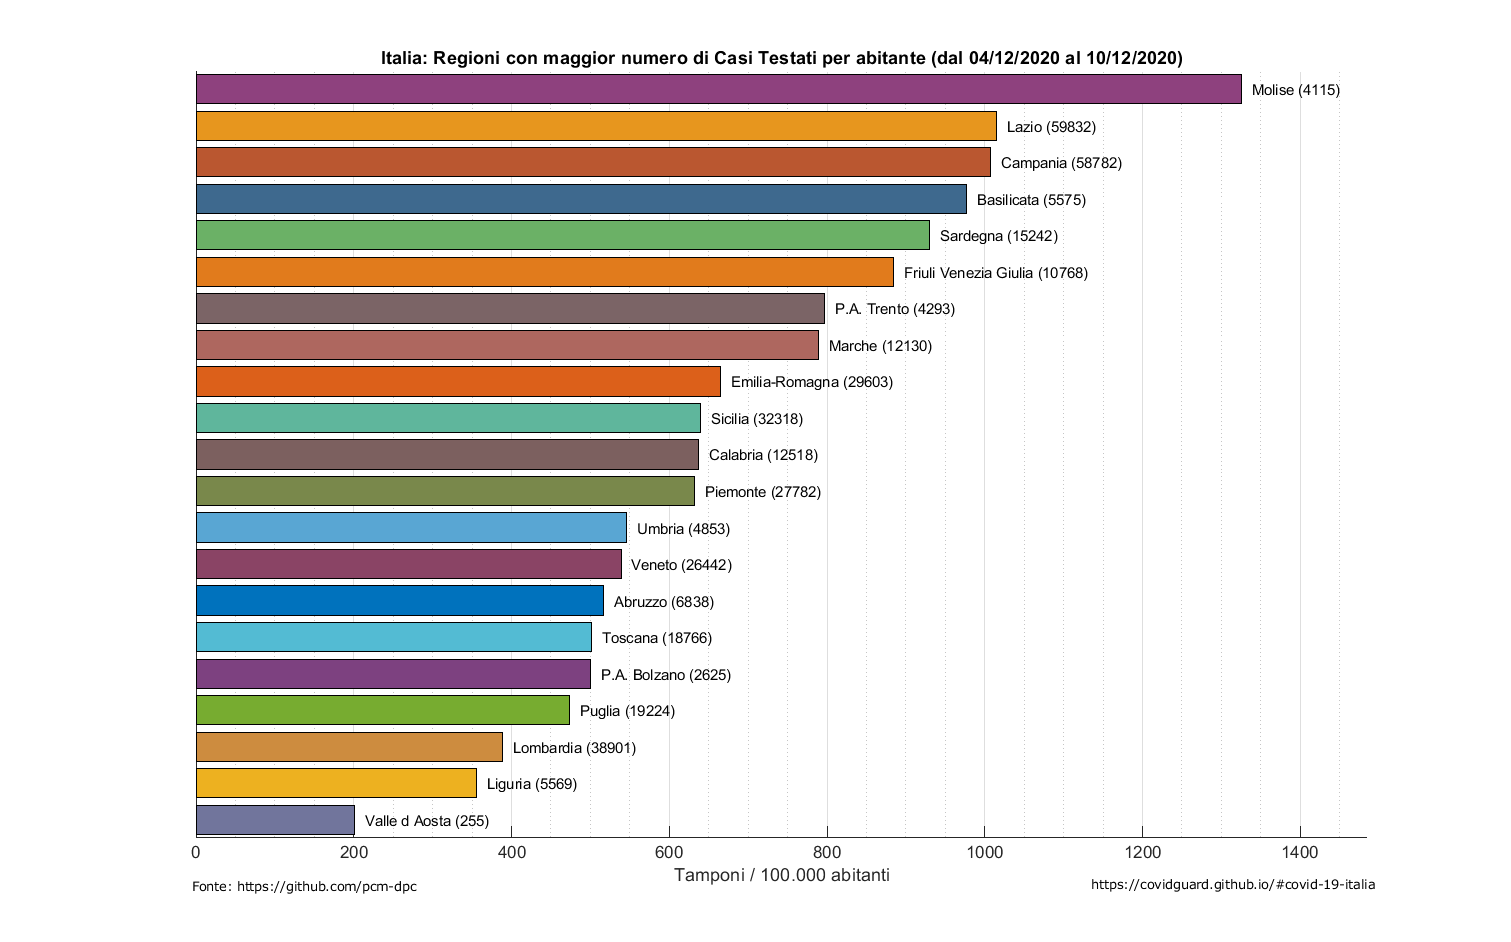 Italia: Regioni con maggior numero di Casi Testati per abitante (dal 04/12/2020 al 10/12/2020)
Molise (4115)
Lazio (59832)
Campania (58782)
Basilicata (5575)
Sardegna (15242)
Friuli Venezia Giulia (10768)
P.A. Trento (4293)
Marche (12130)
Emilia-Romagna (29603)
Sicilia (32318)
Calabria (12518)
Piemonte (27782)
Umbria (4853)
Veneto (26442)
Abruzzo (6838)
Toscana (18766)
P.A. Bolzano (2625)
Puglia (19224)
Lombardia (38901)
Liguria (5569)
Valle d Aosta (255)
0 200 400 600 800 1000 1200 1400
Tamponi / 100.000 abitanti
Fonte: https://github.com/pcm-dpc
https://covidguard.github.io/#covid-19-italia